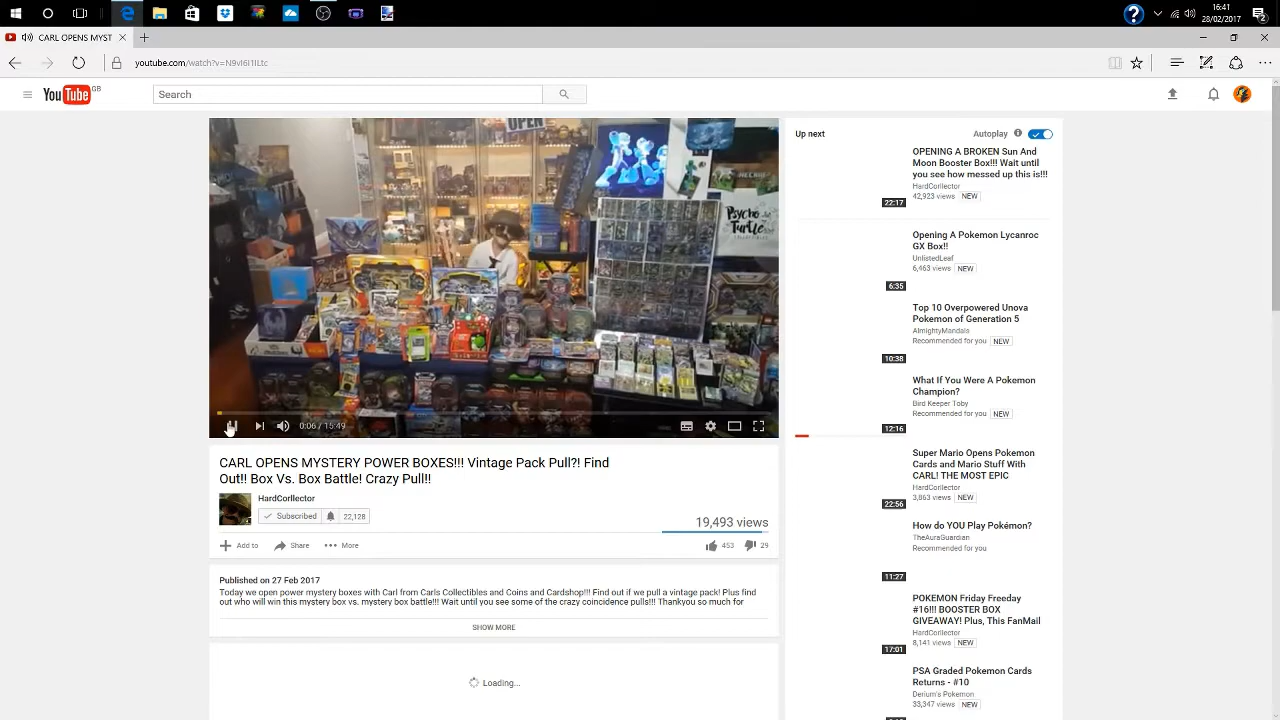 16:41
28/02/2017
CARL OPENS MYST
youtube.com/watch?v=N9vI6I1ILtc
YouTube GB
Search
OPEN
PSYCHO
TURTLE
0:06 / 15:49
CARL OPENS MYSTERY POWER BOXES!!! Vintage Pack Pull?! Find
Out!! Box Vs. Box Battle! Crazy Pull!!
HardCorllector
Subscribed 22,128
19,493 views
Add to Share More 453 29
Published on 27 Feb 2017
Today we open power mystery boxes with Carl from Carls Collectibles and Coins and Cardshop!!! Find out if we pull a vintage pack! Plus find
out who will win this mystery box vs. mystery box battle!!! Wait until you see some of the crazy coincidence pulls!!! Thankyou so much for
SHOW MORE
Loading...
Up next Autoplay
OPENING A BROKEN Sun And
Moon Booster Box!!! Wait until
you see how messed up this is!!!
HardCorllector
42,923 views NEW
22:17
Opening A Pokemon Lycanroc
GX Box!!
UnlistedLeaf
6,463 views NEW
6:35
Top 10 Overpowered Unova
Pokemon of Generation 5
AlmightyMandals
Recommended for you NEW
10:38
What If You Were A Pokemon
Champion?
Bird Keeper Toby
Recommended for you NEW
12:16
Super Mario Opens Pokemon
Cards and Mario Stuff With
CARL! THE MOST EPIC
HardCorllector
3,863 views NEW
22:56
How do YOU Play Pokémon?
TheAuraGuardian
Recommended for you
11:27
POKEMON Friday Freeday
#16!!! BOOSTER BOX
GIVEAWAY! Plus, This FanMail
HardCorllector
8,141 views NEW
17:01
PSA Graded Pokemon Cards
Returns - #10
Derium's Pokemon
33,347 views NEW